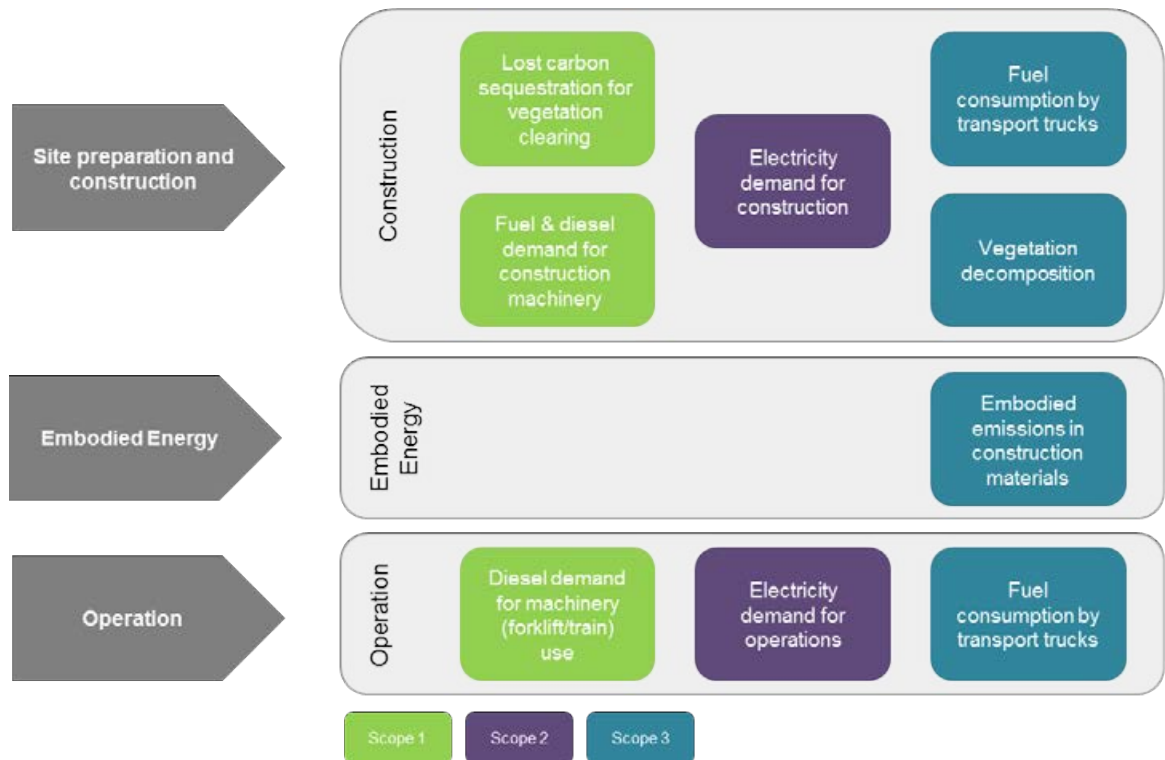 Site preparation and
construction
Construction
Lost carbon
sequestration for
vegetation
clearing
Fuel & diesel
demand for
construction
machinery
Electricity
demand for
construction
Fuel
consumption by
transport trucks
Vegetation
decomposition
Embodied Energy
Embodied
Energy
Embodied
emissions in
construction
materials
Operation
Operation
Diesel demand
for machinery
(forklift/train)
use
Electricity
demand for
operations
Fuel
consumption by
transport trucks
Scope 1
Scope 2
Scope 3